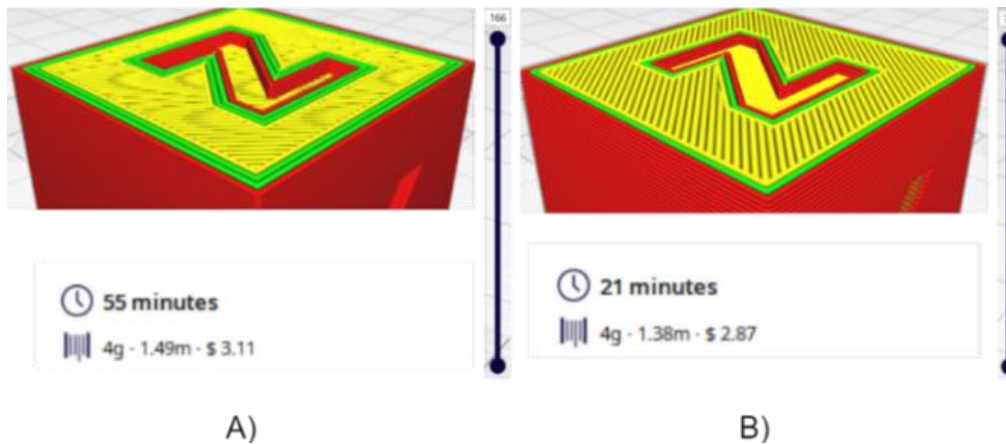 166
55 minutes
4g · 1.49m · $ 3.11
21 minutes
4g · 1.38m · $ 2.87
A)
B)